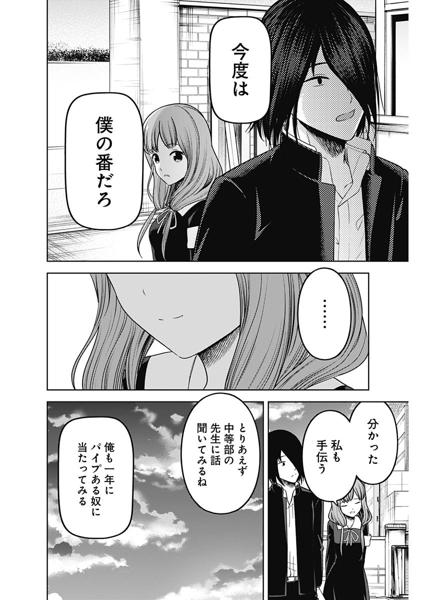 今度は
僕の番だろ
……
分かった
私も
手伝う
とりあえず
中等部の
先生に話
聞いてみるね
俺も一年に
パイプある奴に
当たってみる